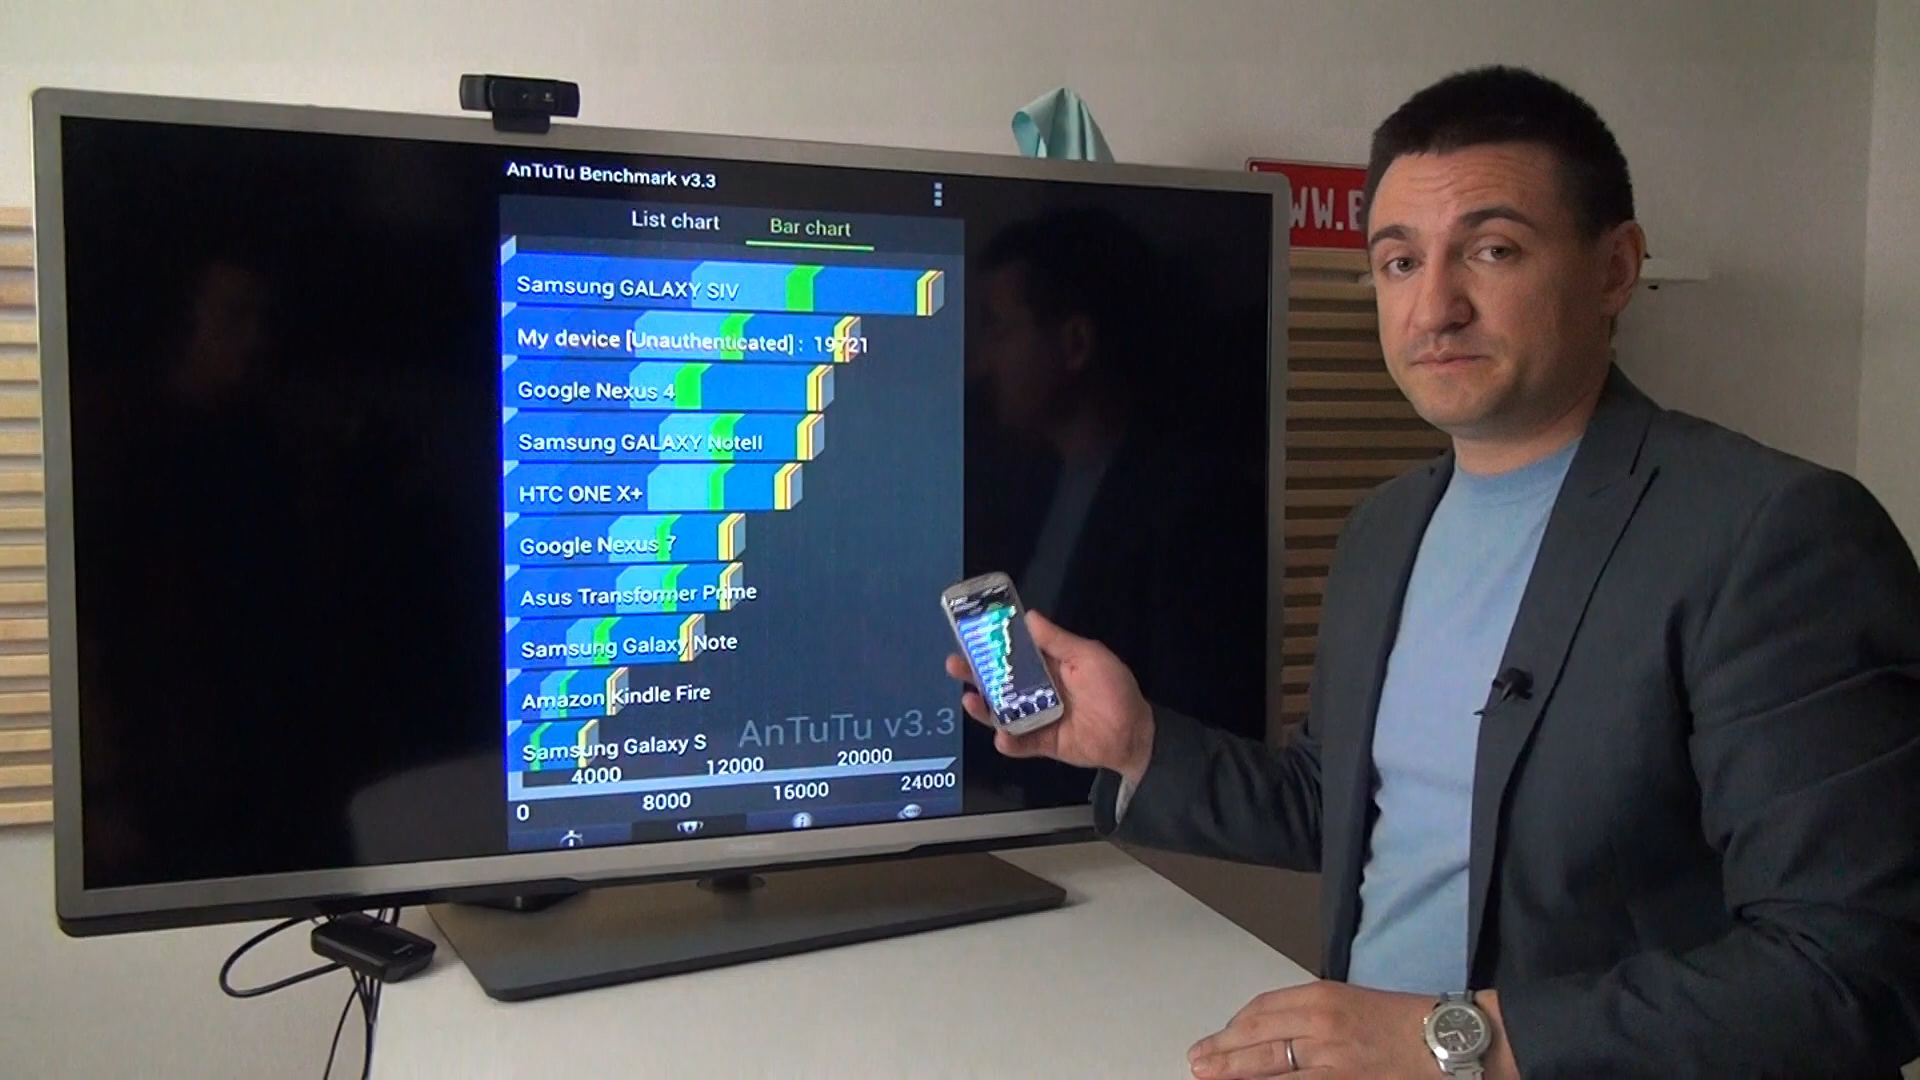 AnTuTu Benchmark v3.3
List chart Bar chart
Samsung GALAXY SIV
My device [Unauthenticated] : 19721
Google Nexus 4
Samsung GALAXY NoteII
HTC ONE X+
Google Nexus 7
Asus Transformer Prime
Samsung Galaxy Note
Amazon Kindle Fire
Samsung Galaxy S
AnTuTu v3.3
4000 12000 20000
0 8000 16000 24000